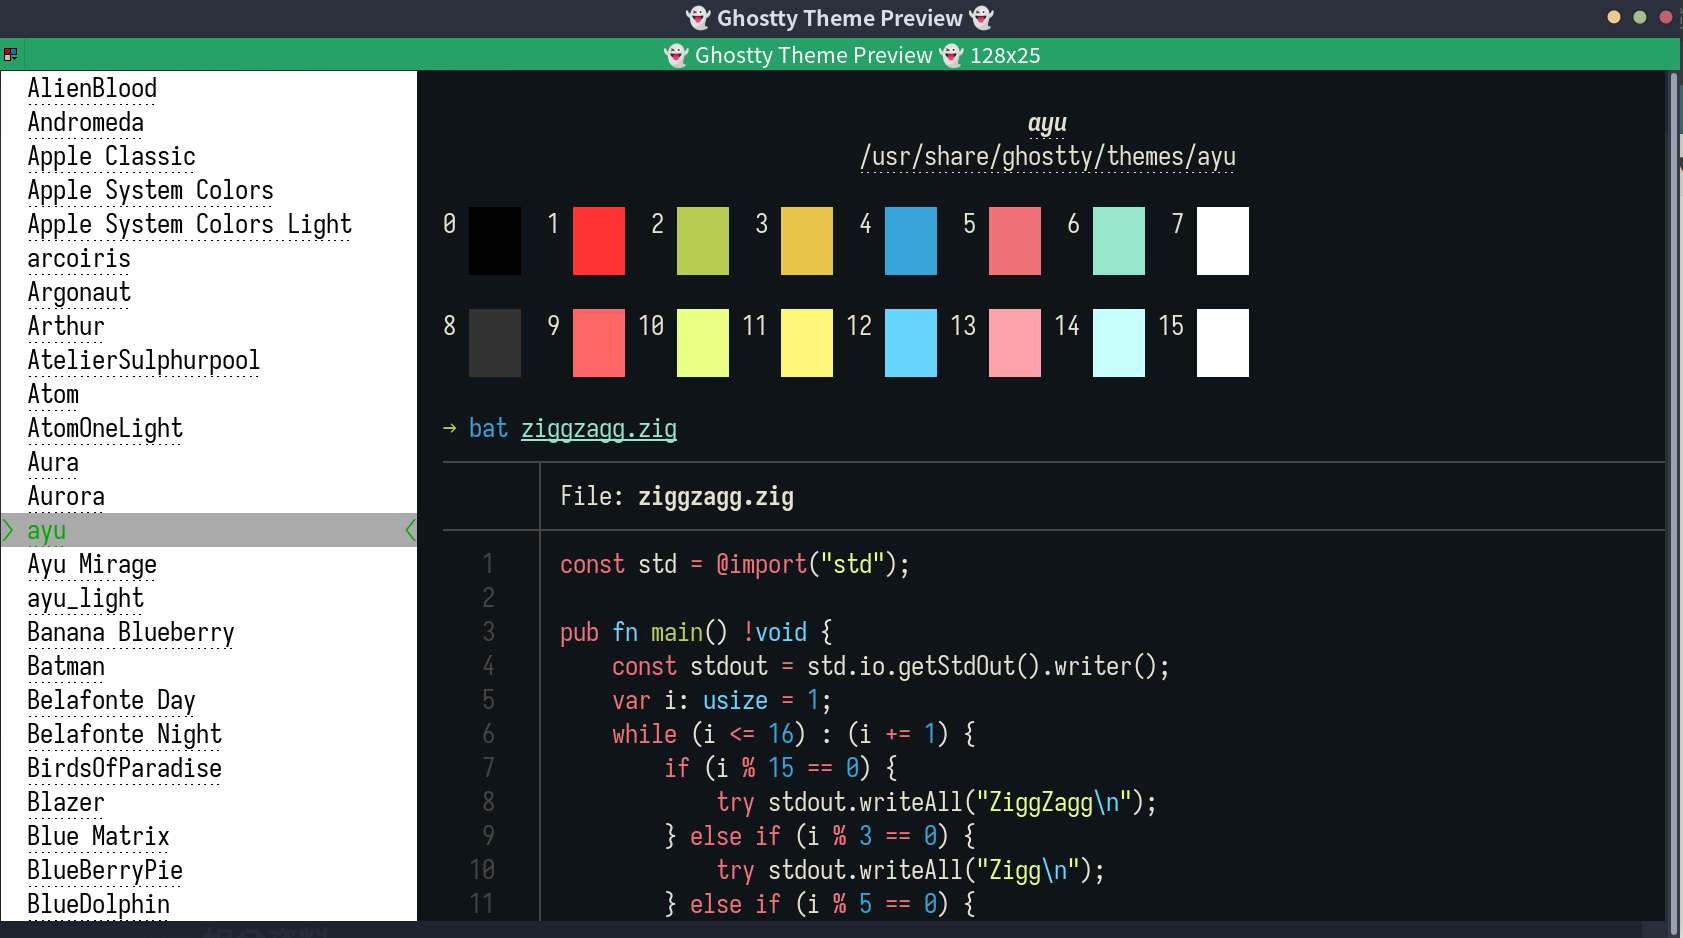 👻 Ghostty Theme Preview 👻
👻 Ghostty Theme Preview 👻 128x25
AlienBlood
Andromeda
Apple Classic
Apple System Colors
Apple System Colors Light
arcoiris
Argonaut
Arthur
AtelierSulphurpool
Atom
AtomOneLight
Aura
Aurora
❯ ayu ❮
Ayu Mirage
ayu_light
Banana Blueberry
Batman
Belafonte Day
Belafonte Night
BirdsOfParadise
Blazer
Blue Matrix
BlueBerryPie
BlueDolphin
ayu
/usr/share/ghostty/themes/ayu
0 1 2 3 4 5 6 7
8 9 10 11 12 13 14 15
→ bat ziggzagg.zig
File: ziggzagg.zig
1 const std = @import("std");
2
3 pub fn main() !void {
4     const stdout = std.io.getStdOut().writer();
5     var i: usize = 1;
6     while (i <= 16) : (i += 1) {
7         if (i % 15 == 0) {
8             try stdout.writeAll("ZiggZagg\n");
9         } else if (i % 3 == 0) {
10             try stdout.writeAll("Zigg\n");
11         } else if (i % 5 == 0) {